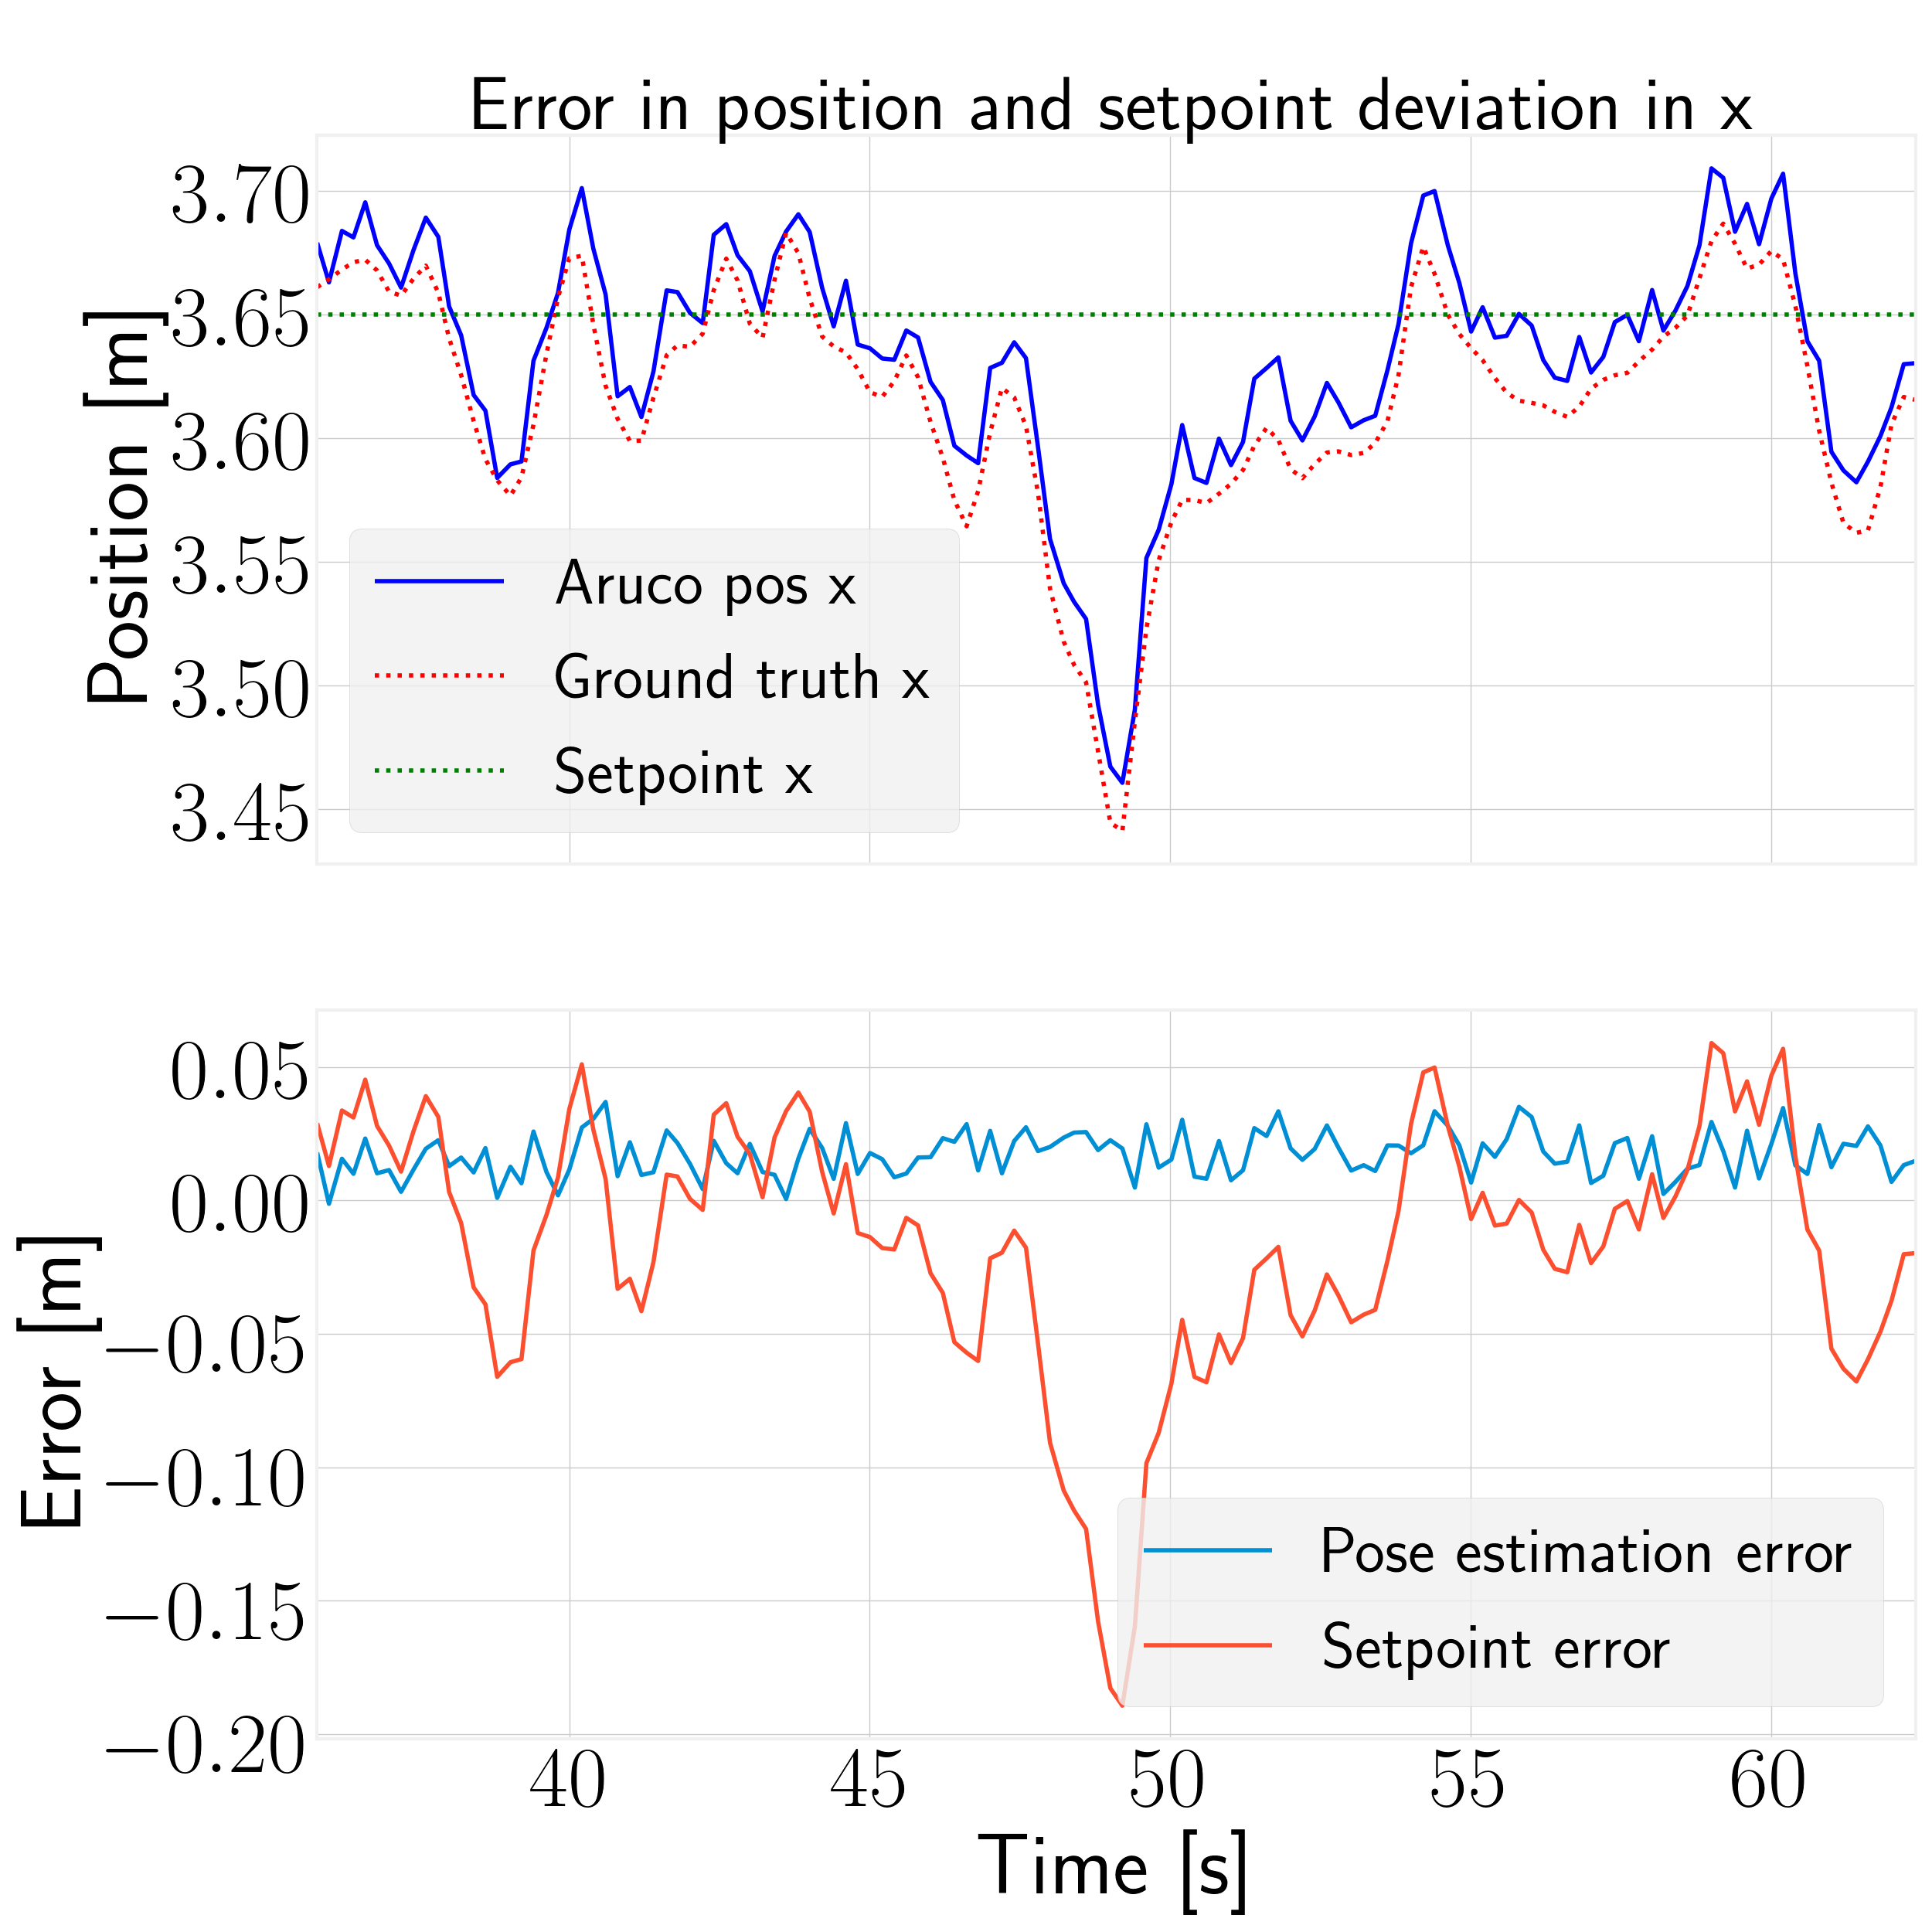 Error in position and setpoint deviation in x
Position [m]
3.70
3.65
3.60
3.55
3.50
3.45
Aruco pos x
Ground truth x
Setpoint x
Error [m]
0.05
0.00
−0.05
−0.10
−0.15
−0.20
Pose estimation error
Setpoint error
40 45 50 55 60
Time [s]